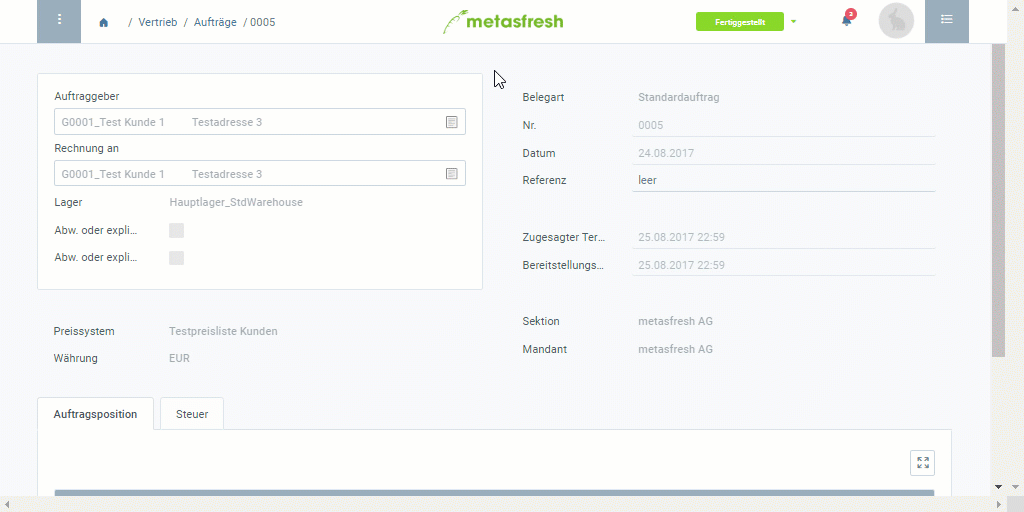 / Vertrieb / Aufträge / 0005
metasfresh
Fertiggestellt
3
Auftraggeber
G0001_Test Kunde 1 Testadresse 3
Rechnung an
G0001_Test Kunde 1 Testadresse 3
Lager Hauptlager_StdWarehouse
Abw. oder expli...
Abw. oder expli...
Belegart Standardauftrag
Nr. 0005
Datum 24.08.2017
Referenz leer
Zugesagter Ter... 25.08.2017 22:59
Bereitstellungs... 25.08.2017 22:59
Preissystem Testpreisliste Kunden
Währung EUR
Sektion metasfresh AG
Mandant metasfresh AG
Auftragsposition Steuer